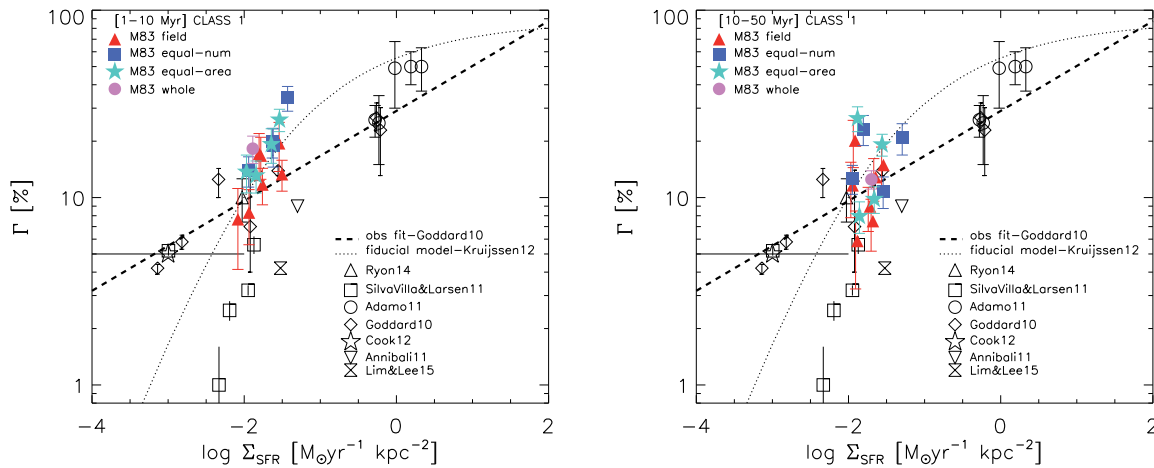 [1−10 Myr] CLASS 1
M83 field
M83 equal−num
M83 equal−area
M83 whole
100
10
1
Γ [%]
obs fit−Goddard10
fiducial model−Kruijssen12
Ryon14
SilvaVilla&Larsen11
Adamo11
Goddard10
Cook12
Annibali11
Lim&Lee15
−4 −2 0 2
log Σ_SFR [M⊙yr⁻¹ kpc⁻²]
[10−50 Myr] CLASS 1
M83 field
M83 equal−num
M83 equal−area
M83 whole
100
10
1
Γ [%]
obs fit−Goddard10
fiducial model−Kruijssen12
Ryon14
SilvaVilla&Larsen11
Adamo11
Goddard10
Cook12
Annibali11
Lim&Lee15
−4 −2 0 2
log Σ_SFR [M⊙yr⁻¹ kpc⁻²]